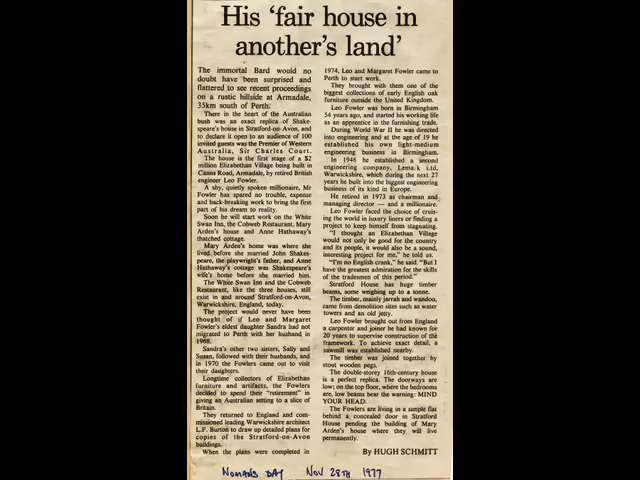 His 'fair house in
another's land'
The immortal Bard would no
doubt have been surprised and
flattered to see recent proceedings
on a rustic hillside at Armadale,
35km south of Perth.
There in the heart of the Australian
bush was an exact replica of Shake-
speare's house in Stratford-on-Avon, and
to declare it open to an audience of 100
invited guests was the Premier of Western
Australia, Sir Charles Court.
The house is the first stage of a $2
million Elizabethan Village being built in
Canns Road, Armadale, by retired British
engineer Leo Fowler.
A shy, quietly spoken millionaire, Mr
Fowler has spared no trouble, expense
and back-breaking work to bring the first
part of his dream to reality.
Soon he will start work on the White
Swan Inn, the Cobweb Restaurant, Mary
Arden's house and Anne Hathaway's
thatched cottage.
Mary Arden's home was where she
lived before she married John Shakes-
peare, the playwright's father, and Anne
Hathaway's cottage was Shakespeare's
wife's home before she married him.
The White Swan Inn and the Cobweb
Restaurant, like the three houses, still
exist in and around Stratford-on-Avon,
Warwickshire, England, today.
The project would never have been
thought of if Leo and Margaret
Fowler's eldest daughter Sandra had not
migrated to Perth with her husband in
1968.
Sandra's other two sisters, Sally and
Susan, followed with their husbands, and
in 1970 the Fowlers came out to visit
their daughters.
Longtime collectors of Elizabethan
furniture and artifacts, the Fowlers
decided to spend their "retirement" in
giving an Australian setting to a slice of
Britain.
They returned to England and com-
missioned leading Warwickshire architect
L.F. Burton to draw up detailed plans for
copies of the Stratford-on-Avon
buildings.
When the plans were completed in
1974, Leo and Margaret Fowler came to
Perth to start work.
They brought with them one of the
biggest collections of early English oak
furniture outside the United Kingdom.
Leo Fowler was born in Birmingham
54 years ago, and started his working life
as an apprentice in the furnishing trade.
During World War II he was directed
into engineering and at the age of 19 he
established his own light-medium
engineering business in Birmingham.
In 1946 he established a second
engineering company, Ltd,
Warwickshire, which during the next 27
years he built into the biggest engineering
business of its kind in Europe.
He retired in 1973 as chairman and
managing director — and a millionaire.
Leo Fowler faced the choice of cruis-
ing the world in luxury liners or finding a
project to keep himself from stagnating.
"I thought an Elizabethan Village
would not only be good for the country
and its people, it would also be a sound,
interesting project for me," he told us.
"I'm no English crank," he said. "But I
have the greatest admiration for the skills
of the tradesmen of this period."
Stratford House has huge timber
beams, some weighing up to a tonne.
The timber, mainly jarrah and wandoo,
came from demolition sites such as water
towers and an old jetty.
Leo Fowler brought out from England
a carpenter and joiner he had known for
20 years to supervise construction of the
framework. To achieve exact detail, a
sawmill was established nearby.
The timber was joined together by
stout wooden pegs.
The double-storey 16th-century house
is a perfect replica. The doorways are
low; on the top floor, where the bedrooms
are, low beams bear the warning: MIND
YOUR HEAD.
The Fowlers are living in a simple flat
behind a concealed door in Stratford
House pending the building of Mary
Arden's house where they will live
permanently.
By HUGH SCHMITT
WOMANS DAY NOV 28TH 1977